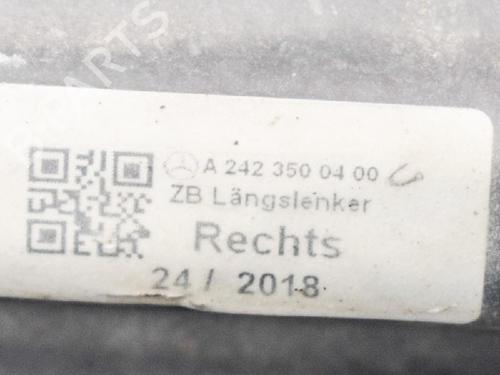 A 242 350 04 00
ZB Längslenker
Rechts
24 / 2018